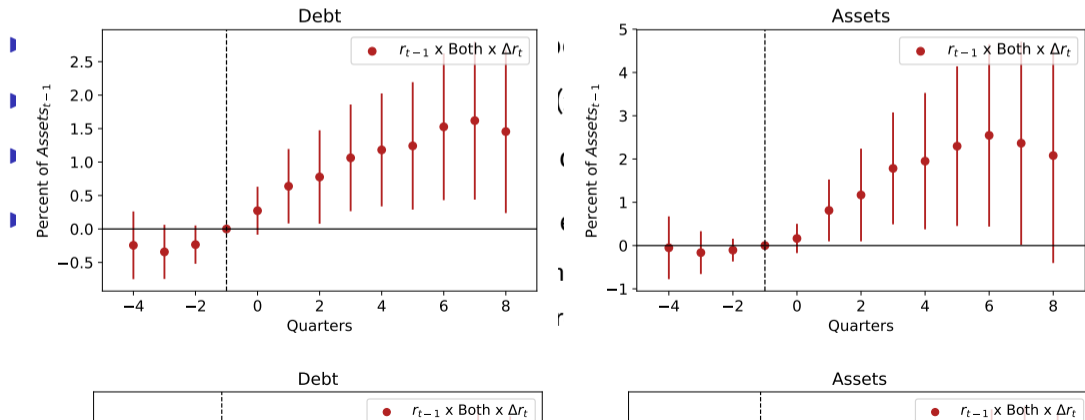 Debt
r_{t−1} x Both x Δr_t
Percent of Assets_{t−1}
2.5
2.0
1.5
1.0
0.5
0.0
−0.5
−4 −2 0 2 4 6 8
Quarters
Assets
r_{t−1} x Both x Δr_t
Percent of Assets_{t−1}
5
4
3
2
1
0
−1
−4 −2 0 2 4 6 8
Quarters
Debt
r_{t−1} x Both x Δr_t
Assets
r_{t−1} x Both x Δr_t